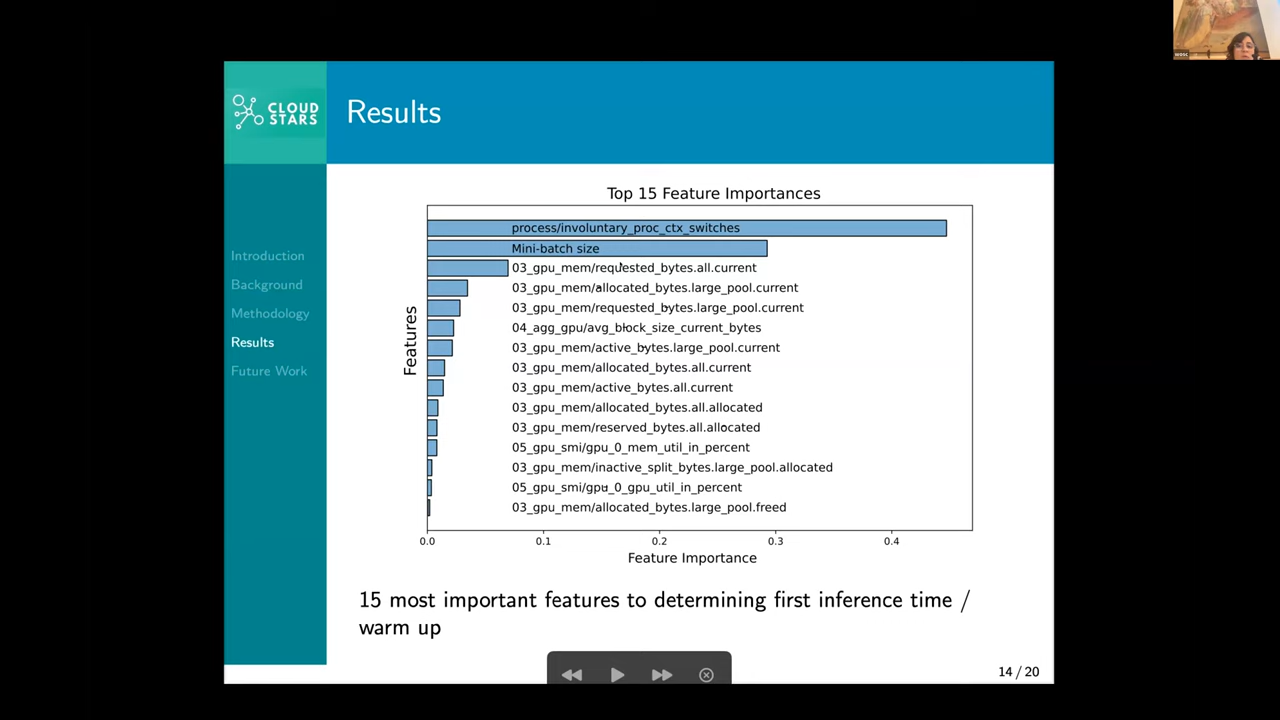 CLOUD
STARS
Results
Introduction
Background
Methodology
Results
Future Work
Top 15 Feature Importances
Features
process/involuntary_proc_ctx_switches
Mini-batch size
03_gpu_mem/requested_bytes.all.current
03_gpu_mem/allocated_bytes.large_pool.current
03_gpu_mem/requested_bytes.large_pool.current
04_agg_gpu/avg_block_size_current_bytes
03_gpu_mem/active_bytes.large_pool.current
03_gpu_mem/allocated_bytes.all.current
03_gpu_mem/active_bytes.all.current
03_gpu_mem/allocated_bytes.all.allocated
03_gpu_mem/reserved_bytes.all.allocated
05_gpu_smi/gpu_0_mem_util_in_percent
03_gpu_mem/inactive_split_bytes.large_pool.allocated
05_gpu_smi/gpu_0_gpu_util_in_percent
03_gpu_mem/allocated_bytes.large_pool.freed
0.0 0.1 0.2 0.3 0.4
Feature Importance
15 most important features to determining first inference time /
warm up
14 / 20